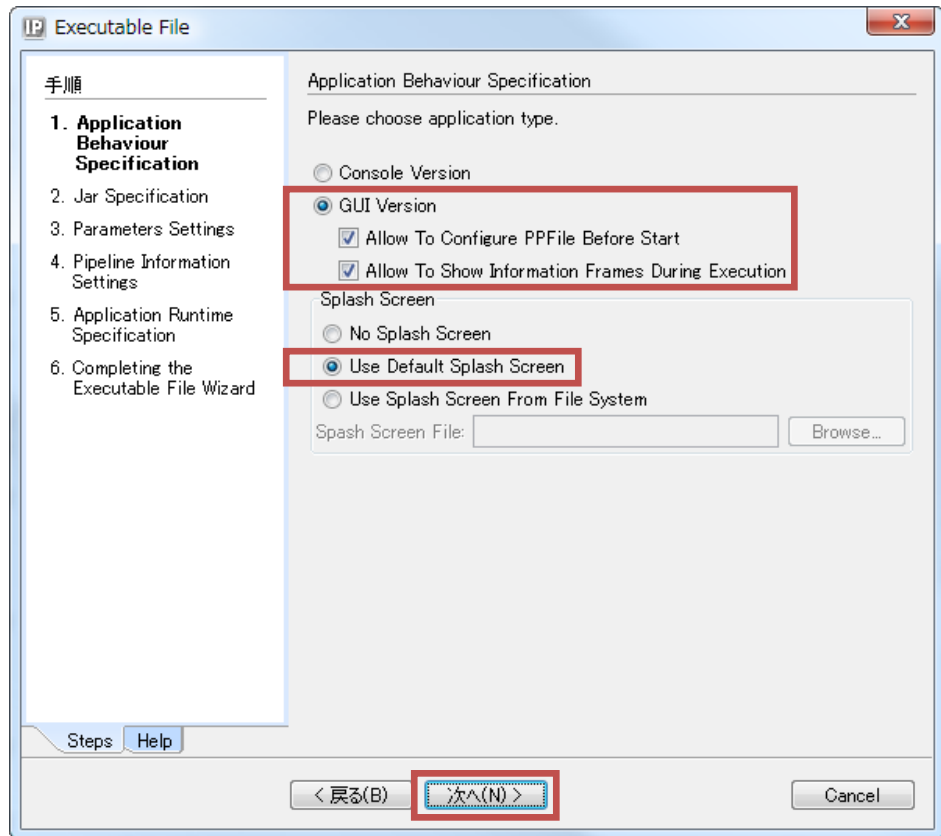 IP Executable File
手順
1. Application
Behaviour
Specification
2. Jar Specification
3. Parameters Settings
4. Pipeline Information
Settings
5. Application Runtime
Specification
6. Completing the
Executable File Wizard
Steps Help
Application Behaviour Specification
Please choose application type.
Console Version
GUI Version
Allow To Configure PPFile Before Start
Allow To Show Information Frames During Execution
Splash Screen
No Splash Screen
Use Default Splash Screen
Use Splash Screen From File System
Spash Screen File: Browse...
< 戻る(B) 次へ(N) > Cancel